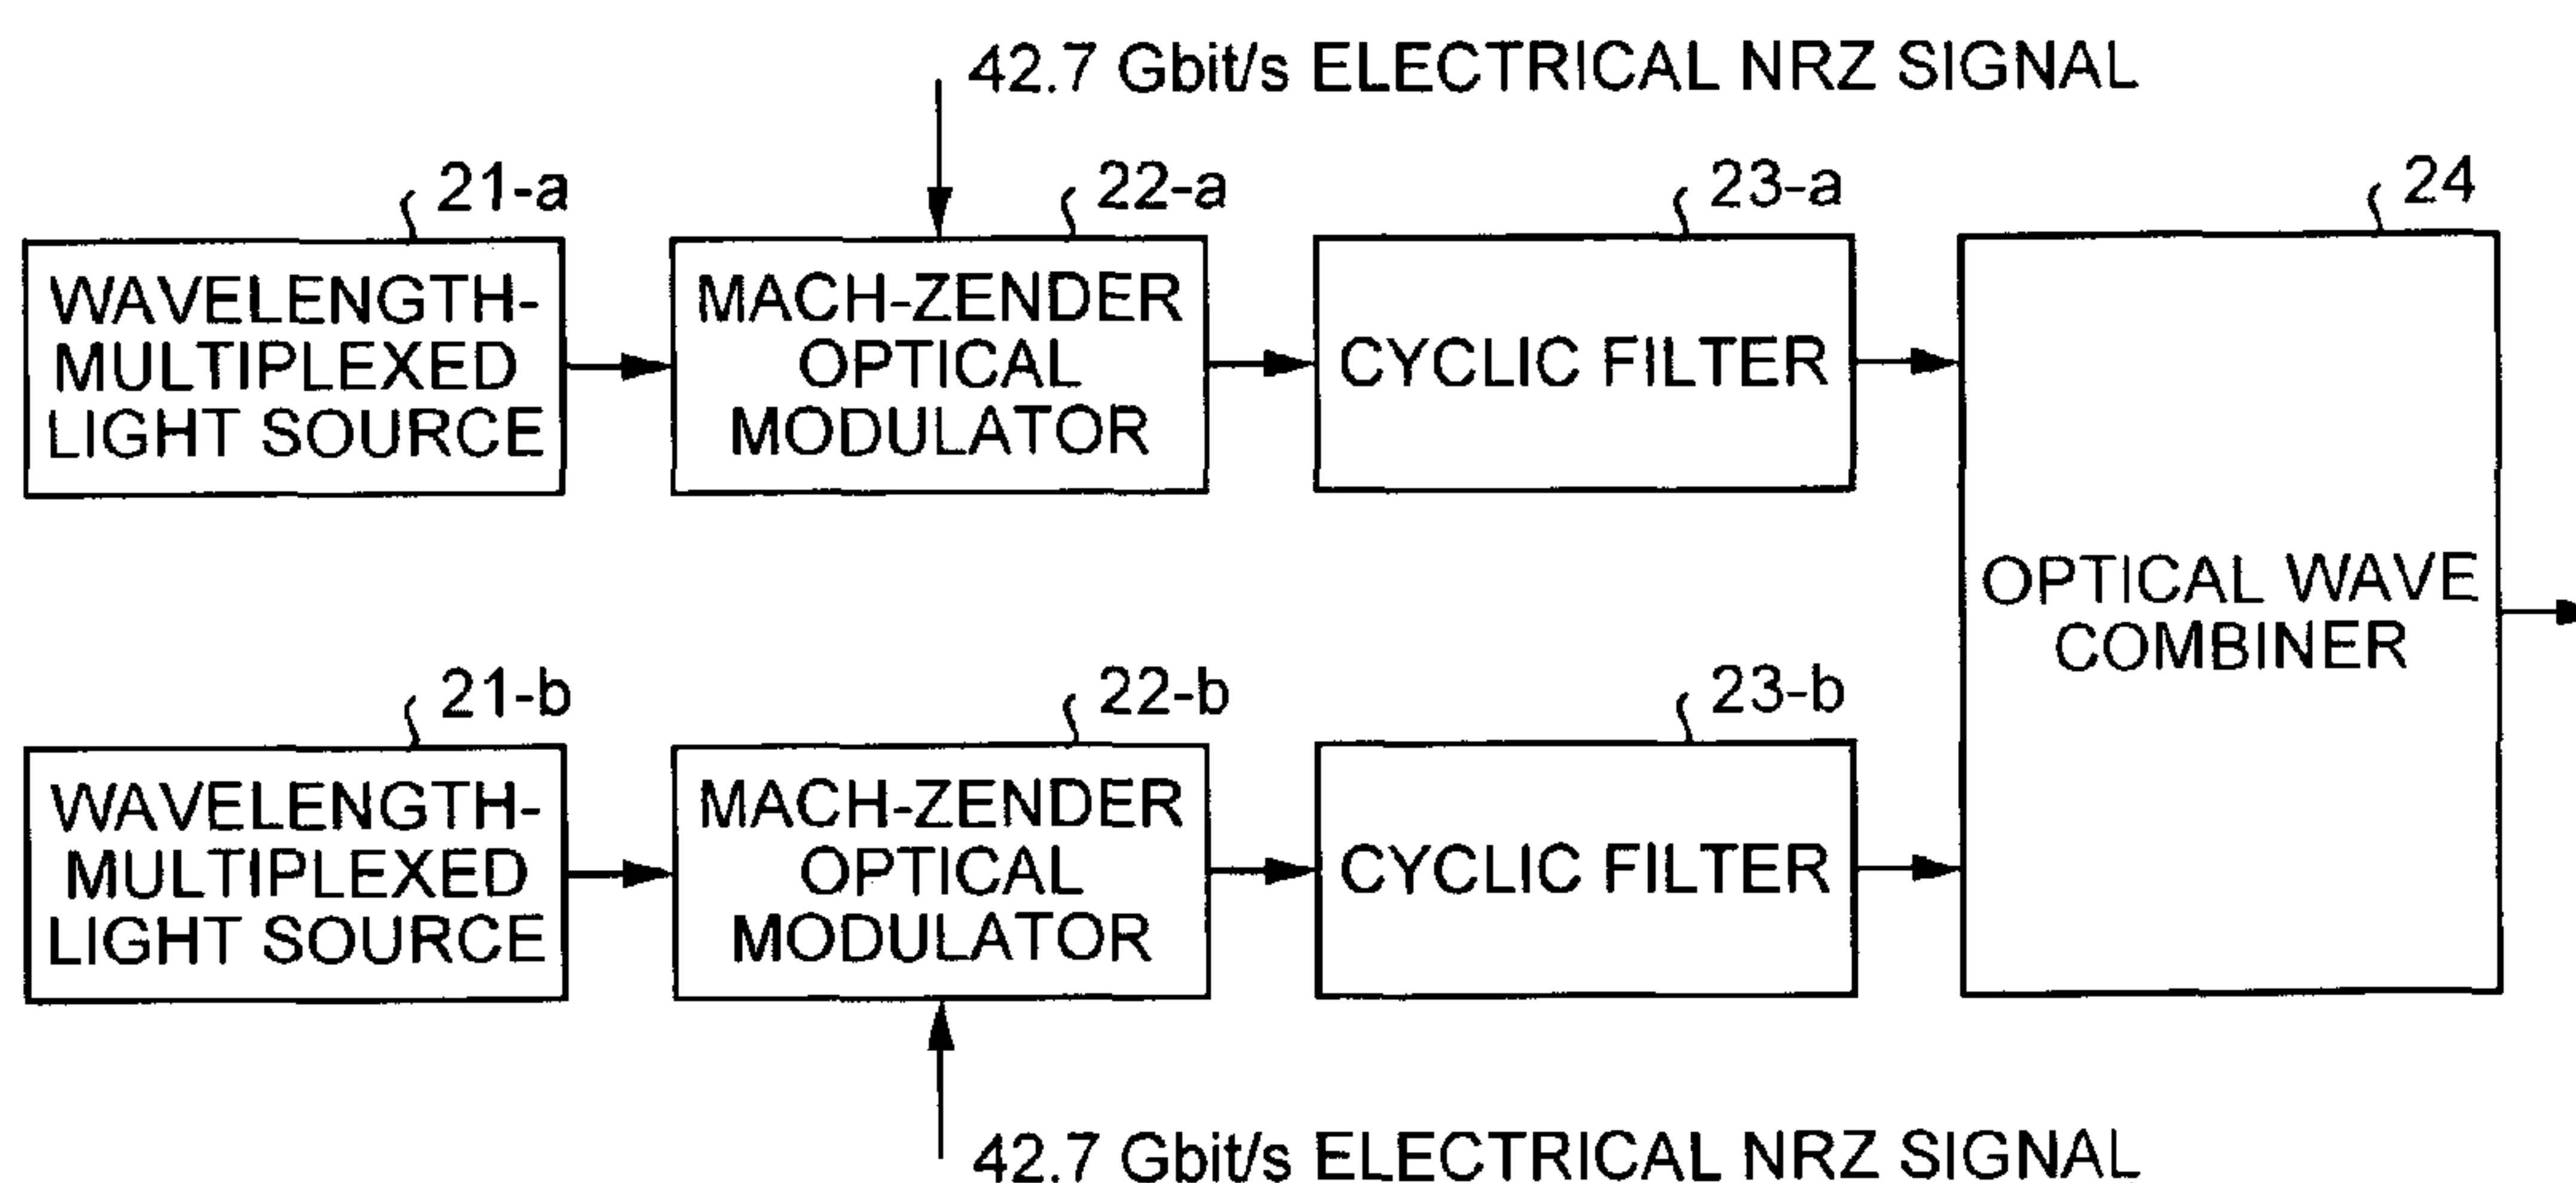 42.7 Gbit/s ELECTRICAL NRZ SIGNAL
21-a
22-a
23-a
24
WAVELENGTH-
MULTIPLEXED
LIGHT SOURCE
MACH-ZENDER
OPTICAL
MODULATOR
CYCLIC FILTER
OPTICAL WAVE
COMBINER
21-b
22-b
23-b
WAVELENGTH-
MULTIPLEXED
LIGHT SOURCE
MACH-ZENDER
OPTICAL
MODULATOR
CYCLIC FILTER
42.7 Gbit/s ELECTRICAL NRZ SIGNAL